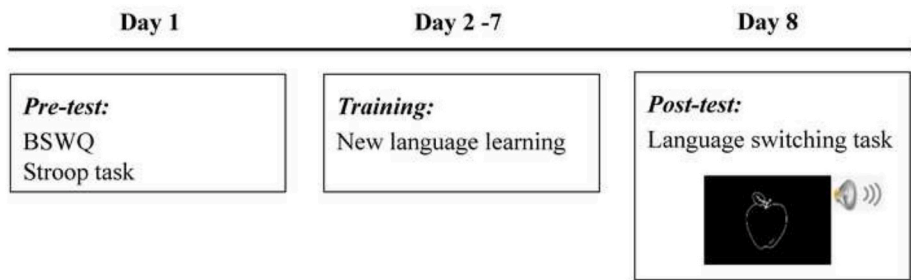 Day 1
Day 2 -7
Day 8
Pre-test:
BSWQ
Stroop task
Training:
New language learning
Post-test:
Language switching task